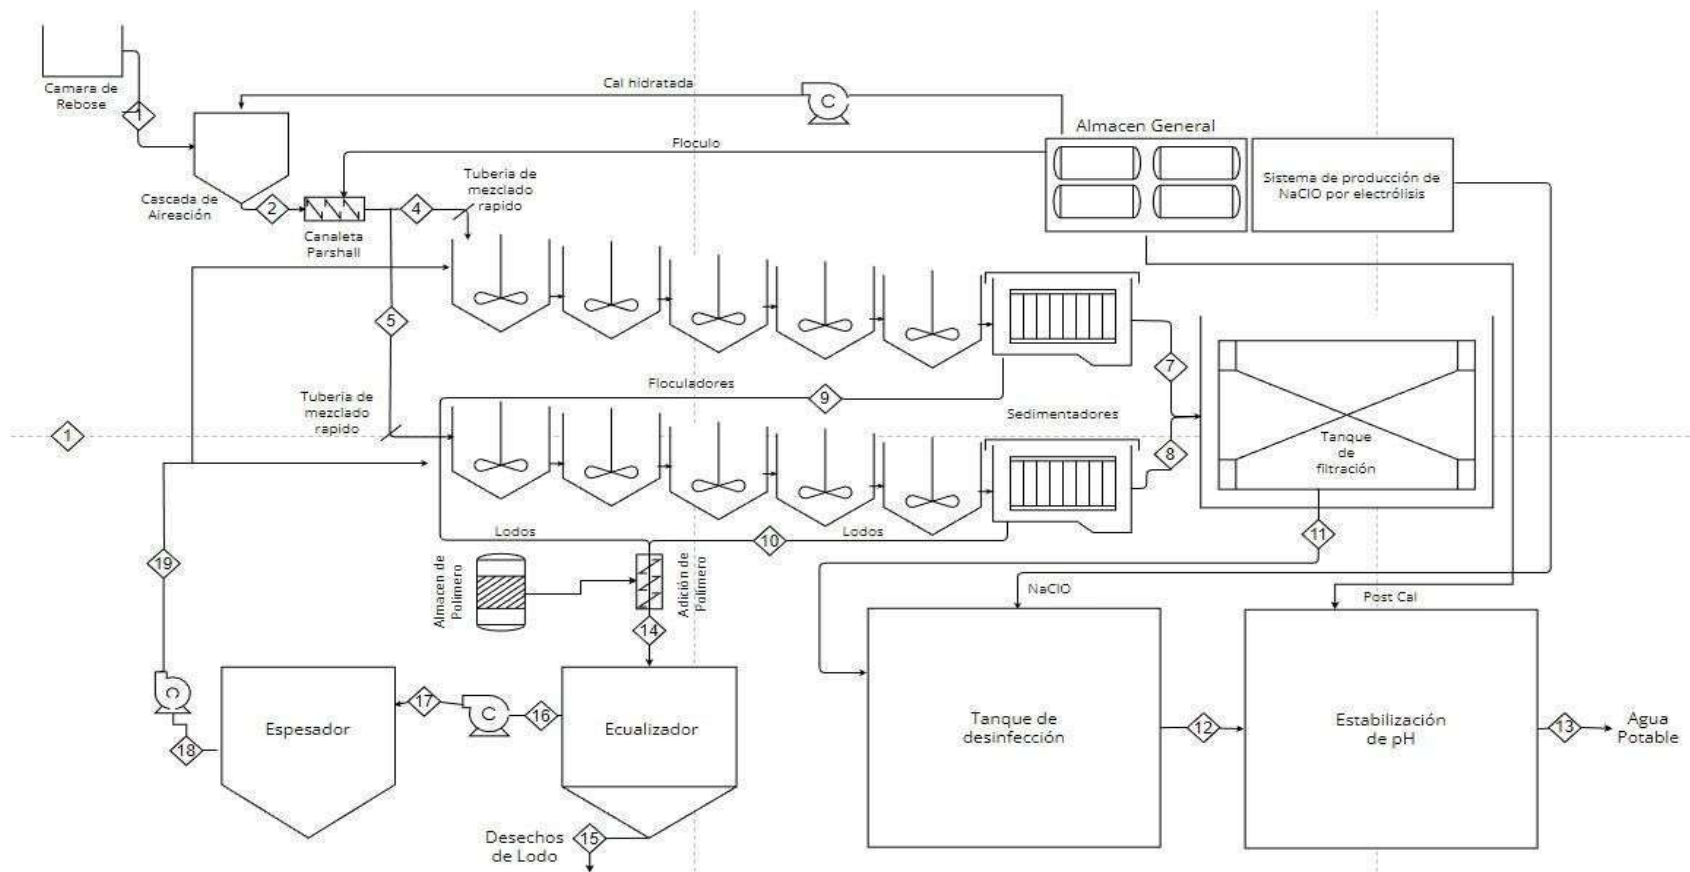 Camara de
Rebose
1
Cal hidratada
C
Almacen General
Floculo
Sistema de producción de
NaClO por electrólisis
Cascada de
Aireación
2
Canaleta
Parshall
4
Tuberia de
mezclado
rapido
5
7
Floculadores
9
Tuberia de
mezclado
rapido
Sedimentadores
1
8
Tanque
de
filtración
Lodos
10
Lodos
11
19
Almacen de
Polimero
Adición de
Polimero
NaClO
Post Cal
14
C
18
Espesador
17
C
16
Ecualizador
Tanque de
desinfección
12
Estabilización
de pH
13
Agua
Potable
Desechos
de Lodo
15